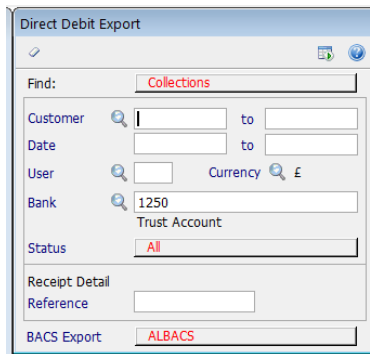 Direct Debit Export
Find: Collections
Customer to
Date to
User Currency £
Bank 1250
Trust Account
Status All
Receipt Detail
Reference
BACS Export ALBACS